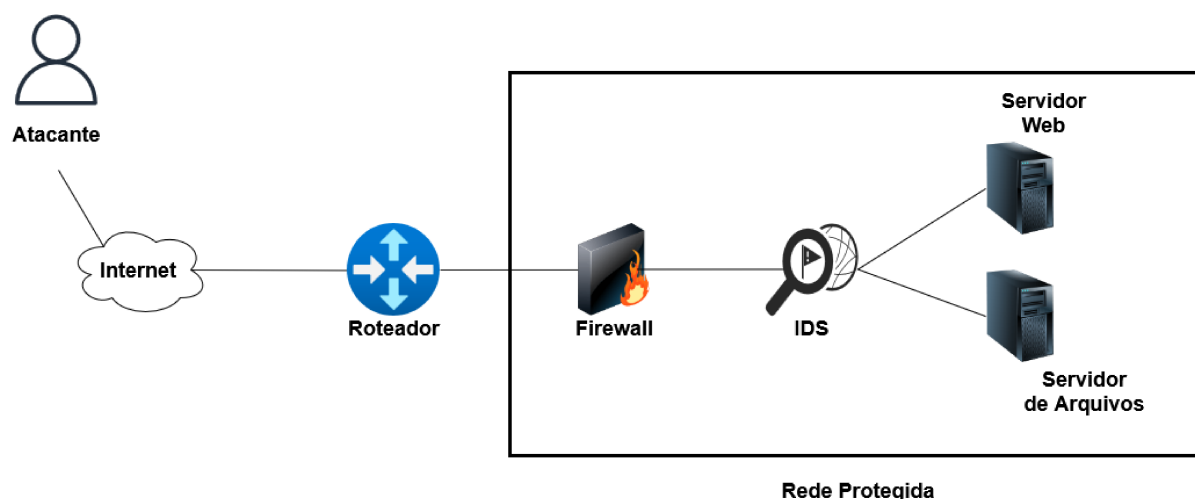 Atacante
Internet
Roteador
Firewall
IDS
Servidor
Web
Servidor
de Arquivos
Rede Protegida